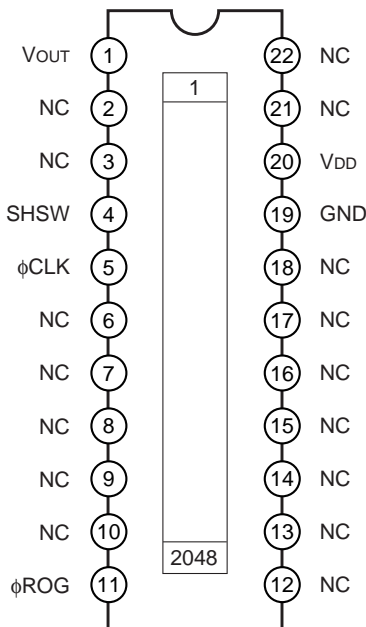 VOUT 1 22 NC
1
NC 2 21 NC
NC 3 20 VDD
SHSW 4 19 GND
ϕCLK 5 18 NC
NC 6 17 NC
NC 7 16 NC
NC 8 15 NC
NC 9 14 NC
NC 10 13 NC
2048
ϕROG 11 12 NC